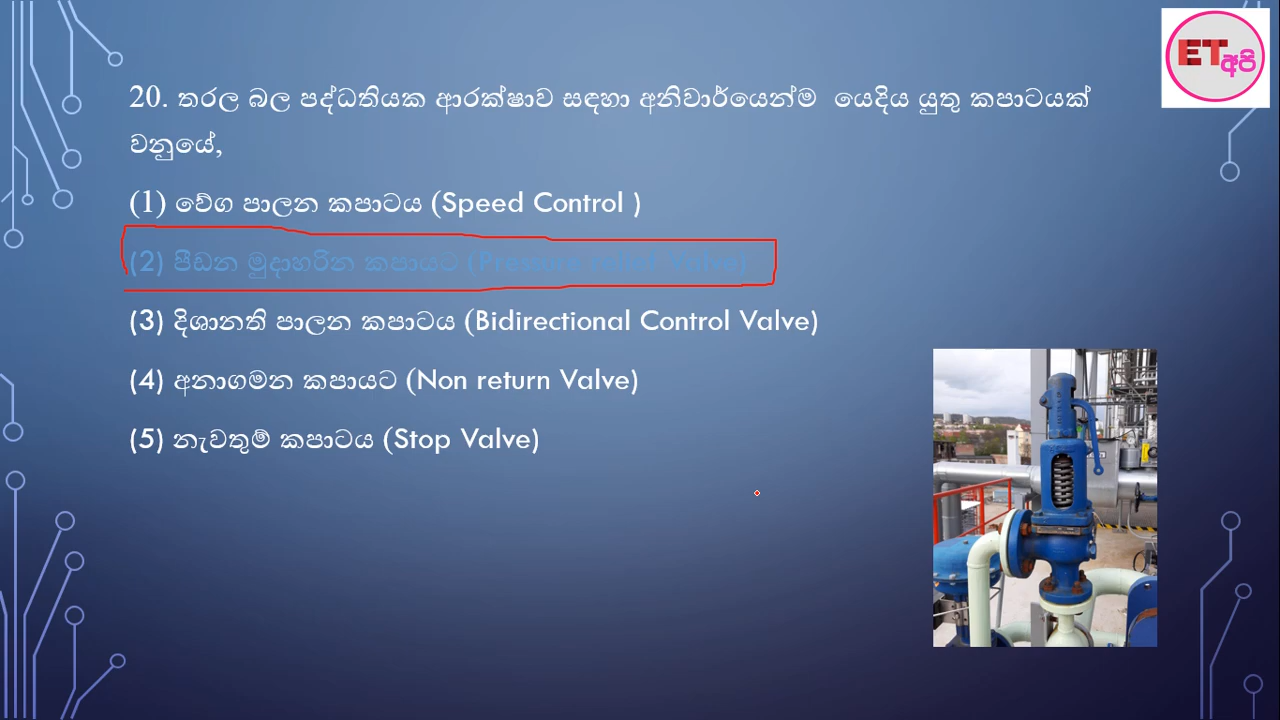 ET
අපි
20. තරල බල පද්ධතියක ආරක්ෂාව සඳහා අනිවාර්යෙන්ම යෙදිය යුතු කපාටයක්
වනුයේ,
(1) වේග පාලන කපාටය (Speed Control )
(2) පීඩන මුදාහරින කපායට (Pressure relief Valve)
(3) දිශානති පාලන කපාටය (Bidirectional Control Valve)
(4) අනාගමන කපායට (Non return Valve)
(5) නැවතුම් කපාටය (Stop Valve)